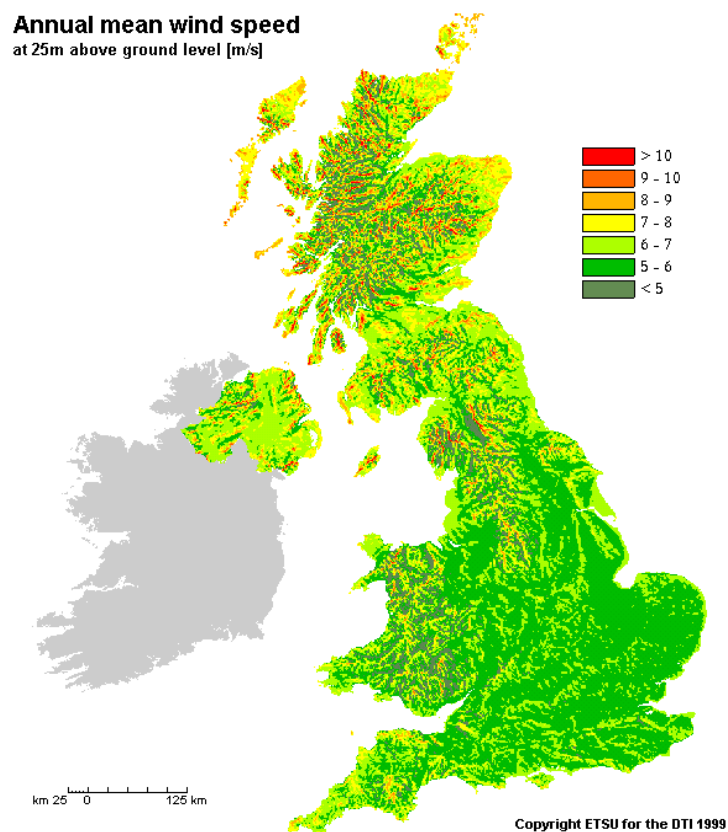 Annual mean wind speed
at 25m above ground level [m/s]
> 10
9 - 10
8 - 9
7 - 8
6 - 7
5 - 6
< 5
km 25 0 125 km
Copyright ETSU for the DTI 1999